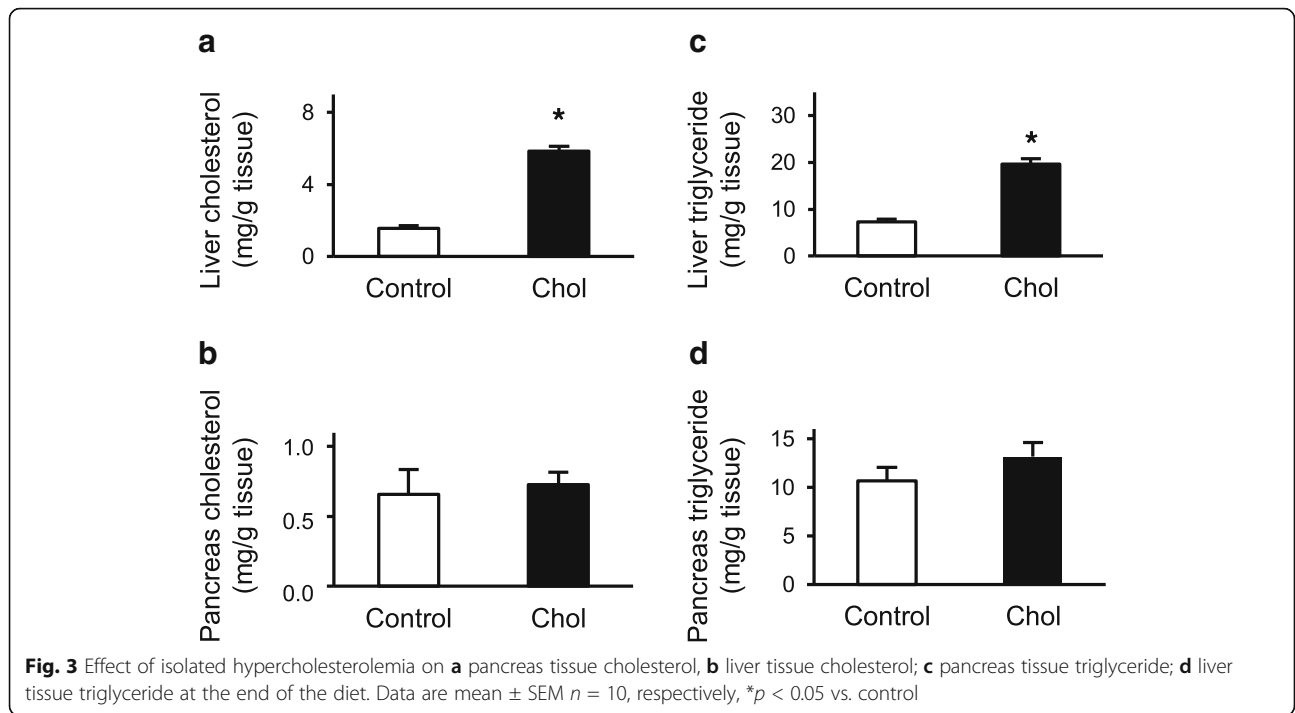 a
Liver cholesterol
(mg/g tissue)
8
4
0
*
Control Chol
c
Liver triglyceride
(mg/g tissue)
30
20
10
0
*
Control Chol
b
Pancreas cholesterol
(mg/g tissue)
1.0
0.5
0.0
Control Chol
d
Pancreas triglyceride
(mg/g tissue)
15
10
5
0
Control Chol
Fig. 3 Effect of isolated hypercholesterolemia on a pancreas tissue cholesterol, b liver tissue cholesterol; c pancreas tissue triglyceride; d liver
tissue triglyceride at the end of the diet. Data are mean ± SEM n = 10, respectively, *p < 0.05 vs. control